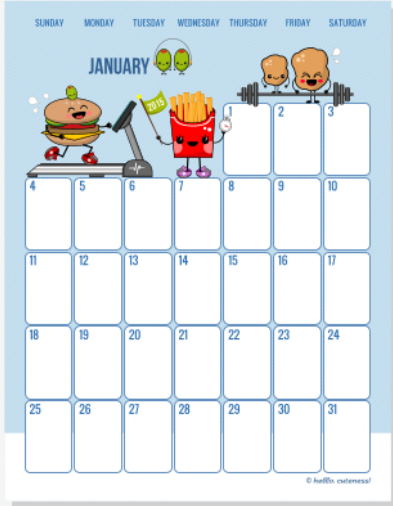 SUNDAY MONDAY TUESDAY WEDNESDAY THURSDAY FRIDAY SATURDAY
JANUARY
2015
1 2 3
4 5 6 7 8 9 10
11 12 13 14 15 16 17
18 19 20 21 22 23 24
25 26 27 28 29 30 31
© hello, cuteness!